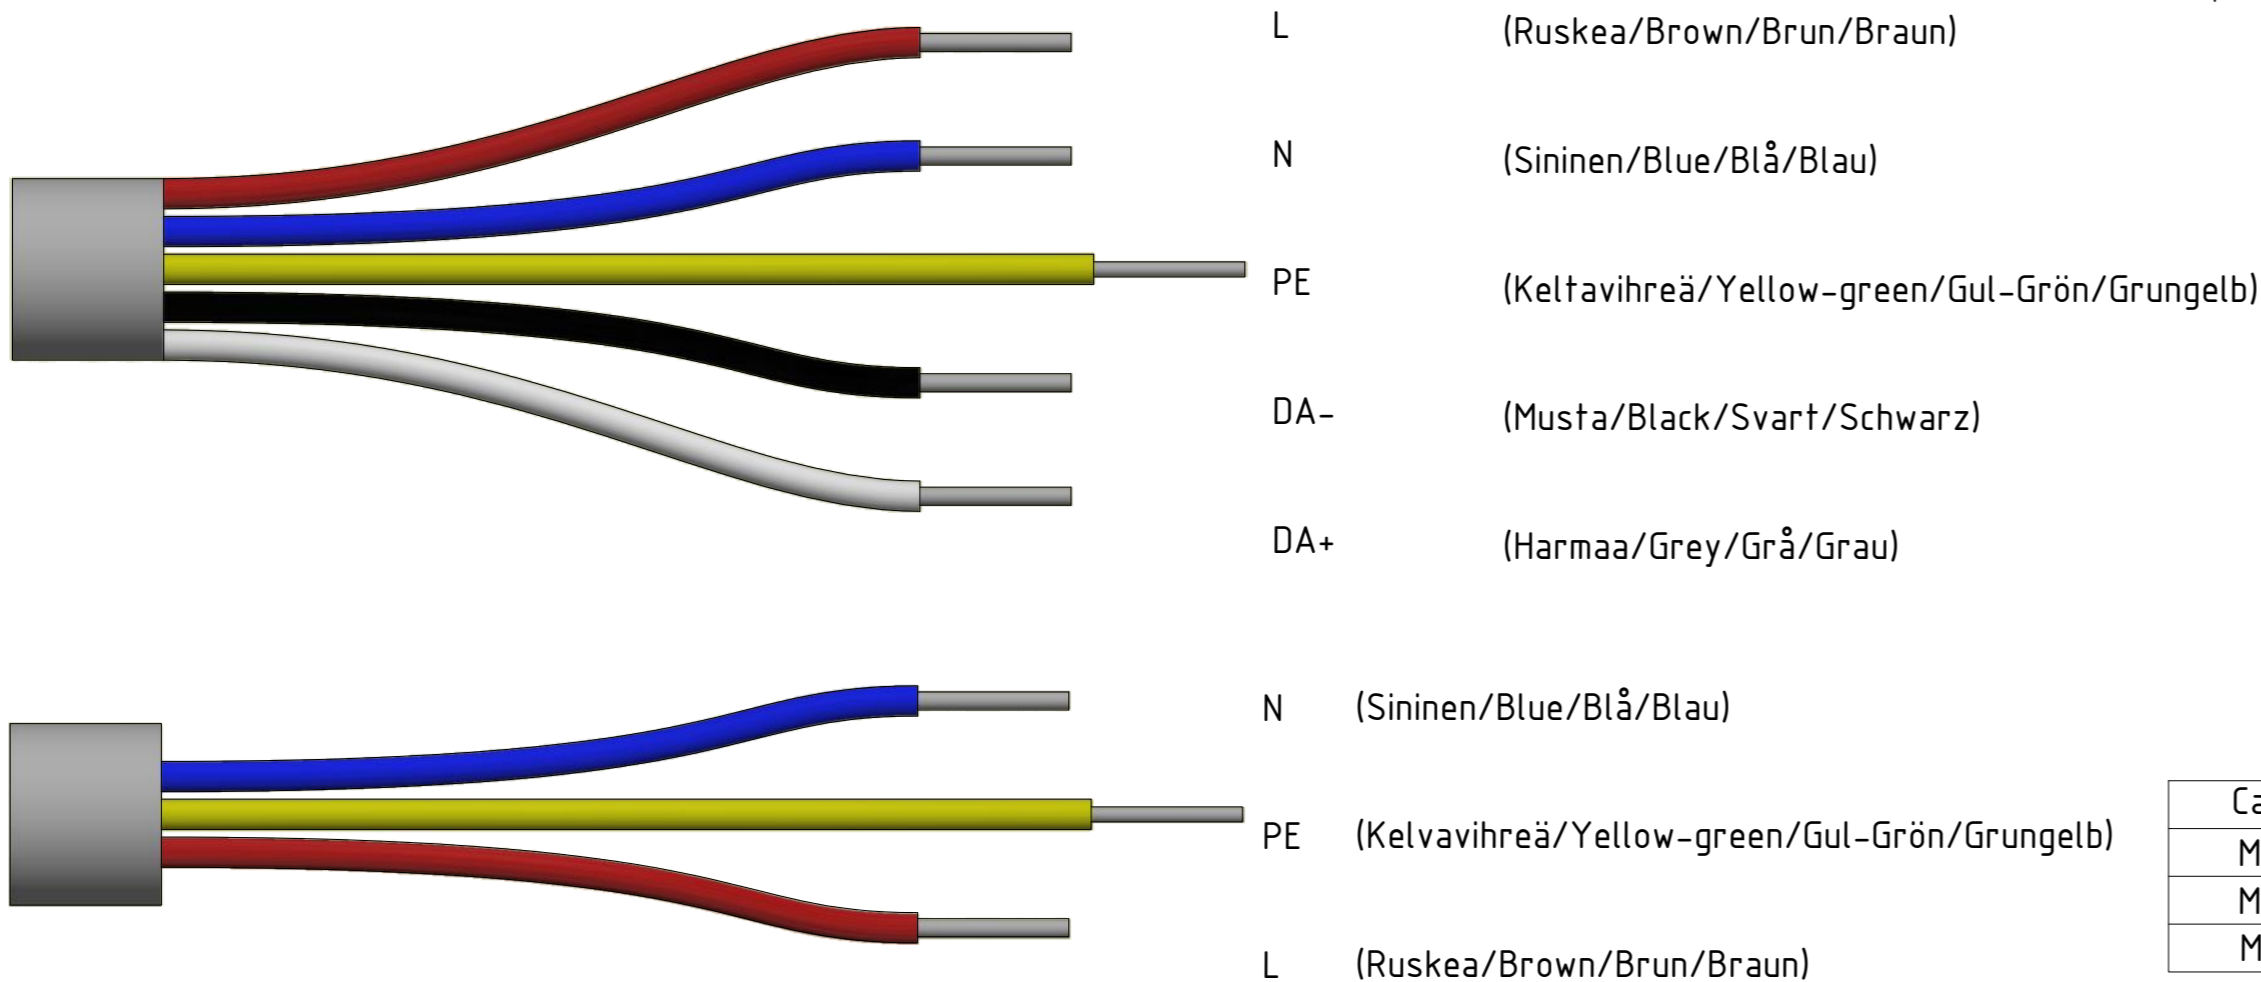 L (Ruskea/Brown/Brun/Braun)
N (Sininen/Blue/Blå/Blau)
PE (Keltavihreä/Yellow-green/Gul-Grön/Grungelb)
DA- (Musta/Black/Svart/Schwarz)
DA+ (Harmaa/Grey/Grå/Grau)
N (Sininen/Blue/Blå/Blau)
PE (Kelvavihreä/Yellow-green/Gul-Grön/Grungelb)
L (Ruskea/Brown/Brun/Braun)